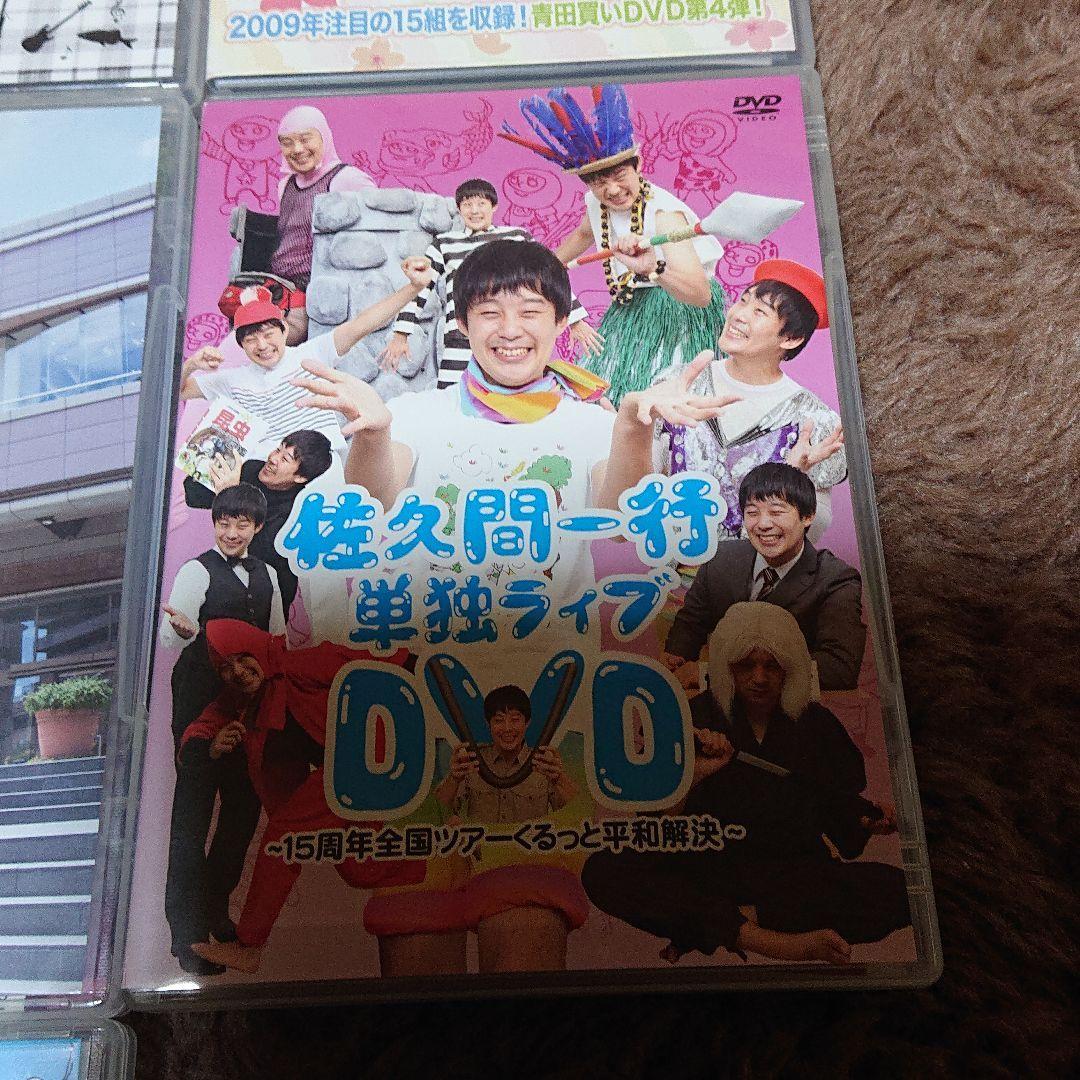 2009年注目の15組を収録!青田買いDVD第4弾!
DVD
VIDEO
昆虫
佐久間一行
単独ライブ
DVD
~15周年全国ツアーくるっと平和解決~